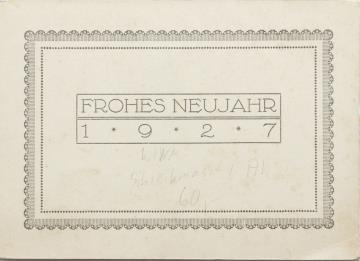 FROHES NEUJAHR
1 * 9 * 2 * 7
60,